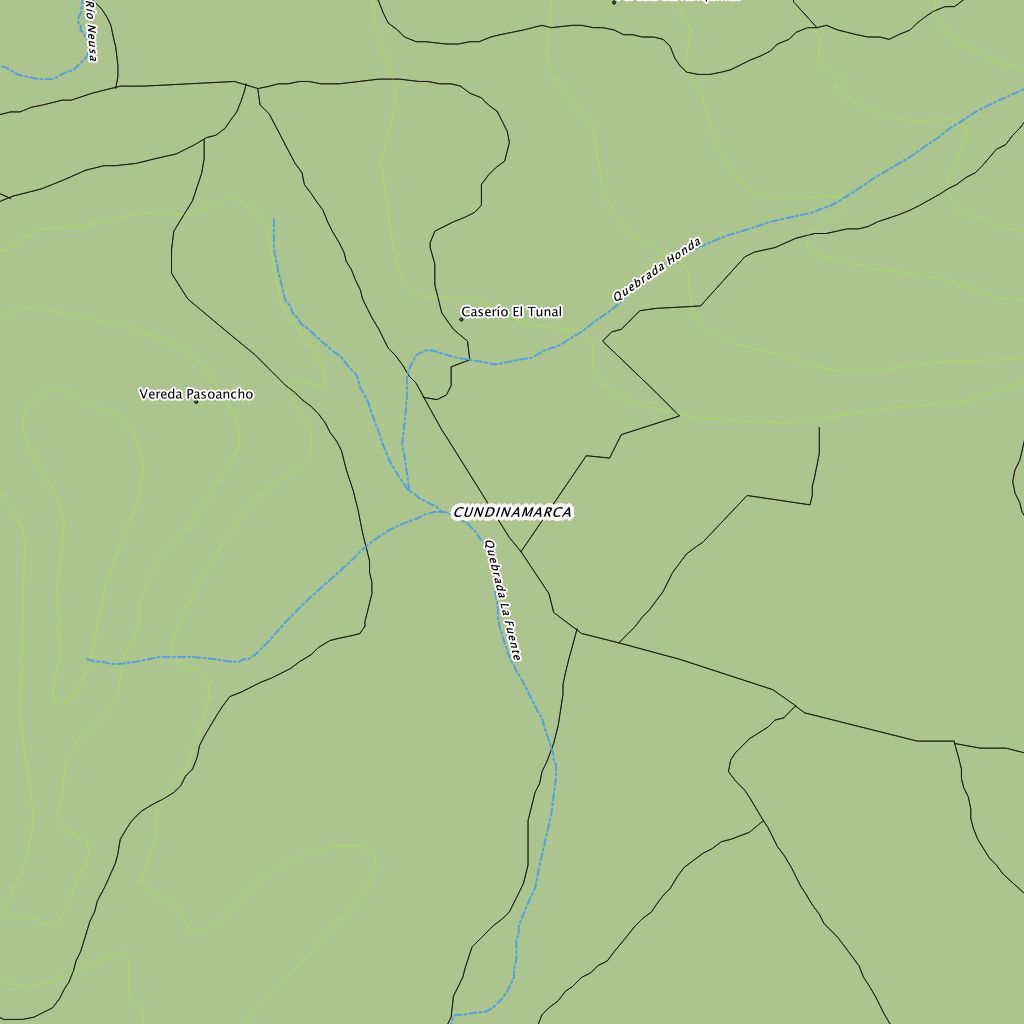 Río Neusa
Quebrada Honda
Caserío El Tunal
Vereda Pasoancho
CUNDINAMARCA
Quebrada La Fuente